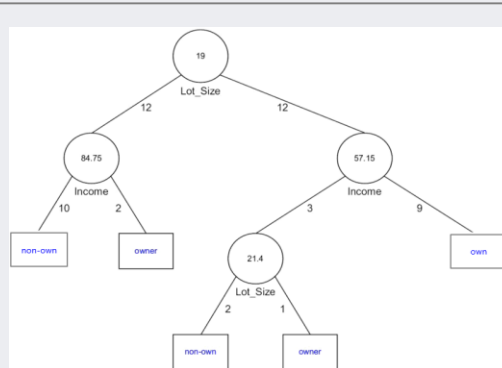 19
Lot_Size
12 12
84.75 57.15
Income Income
10 2 3 9
non-own owner own
21.4
Lot_Size
2 1
non-own owner